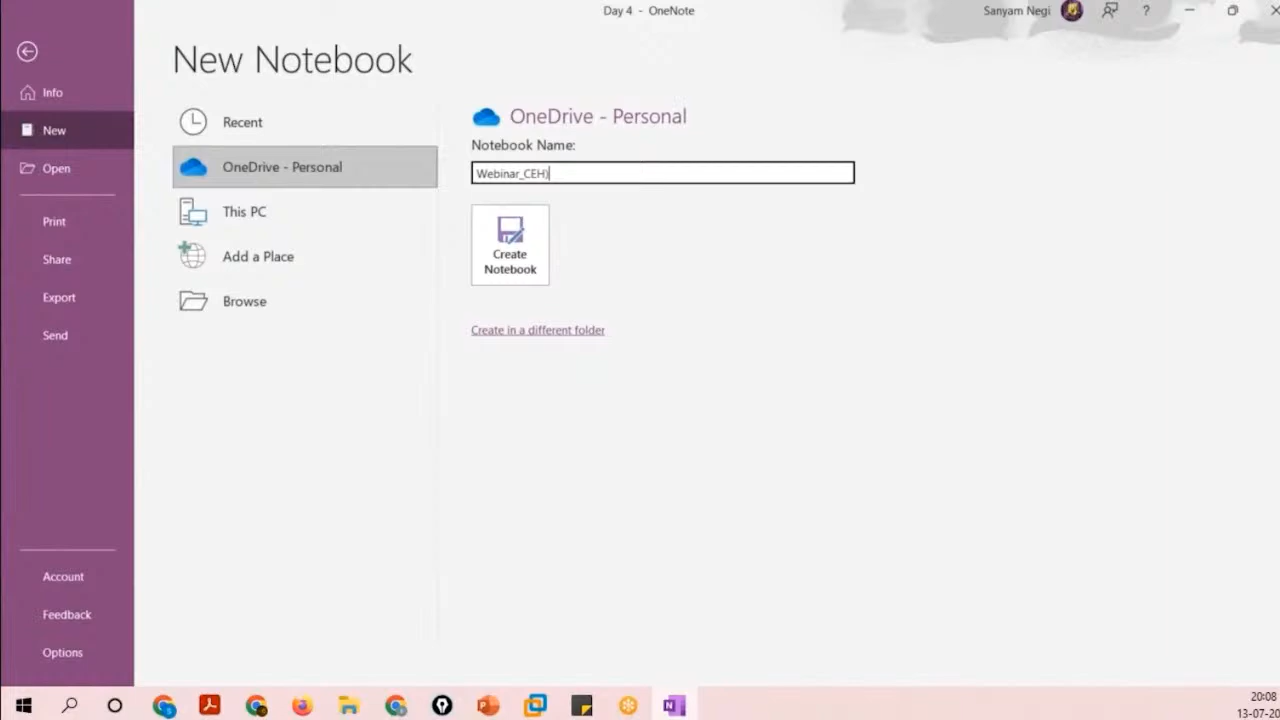 Day 4 - OneNote
Sanyam Negi
?
Info
New
Open
Print
Share
Export
Send
Account
Feedback
Options
New Notebook
Recent
OneDrive - Personal
This PC
Add a Place
Browse
OneDrive - Personal
Notebook Name:
Webinar_CEH)
Create
Notebook
Create in a different folder
N
20:08
13-07-20